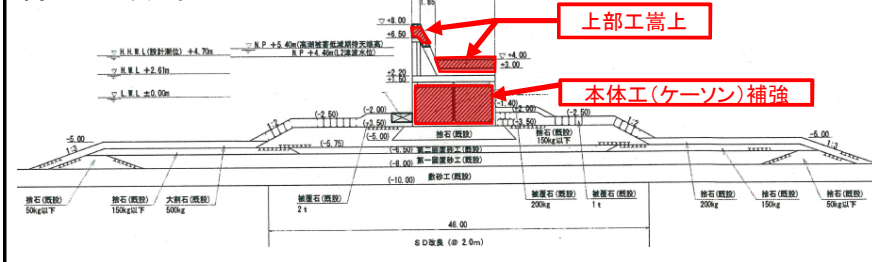 1.85
上部工嵩上
▽ +8.00
+6.50
▽ N.P +5.40m(高潮被害低減期待天端高)
N.P +4.46m(L2津波水位)
▽ H.H.W.L(設計潮位) +4.70m
▽ +4.00
+3.00
▽ H.W.L +2.61m
+2.20
+1.50
本体工(ケーソン)補強
▽ L.W.L ±0.00m
(-1.40)
(-2.50)
(-2.00)
(+2.00)
(-2.50)
(+3.50)
(-3.50)
1:2
(-5.00)
捨石(既設)
捨石(既設)
150kg以下
1:2
-5.00
-5.00
1:3
(-5.75)
(-6.50) 第二回置砂工(既設)
1:3
(-8.00) 第一回置砂工(既設)
(-10.00)
敷砂工(既設)
捨石(既設)
50kg以下
捨石(既設)
150kg以下
大割石(既設)
500kg
被覆石(既設)
2t
被覆石(既設)
200kg
被覆石(既設)
1t
捨石(既設)
200kg
捨石(既設)
150kg
捨石(既設)
50kg以下
46.00
SD改良(@ 2.0m)